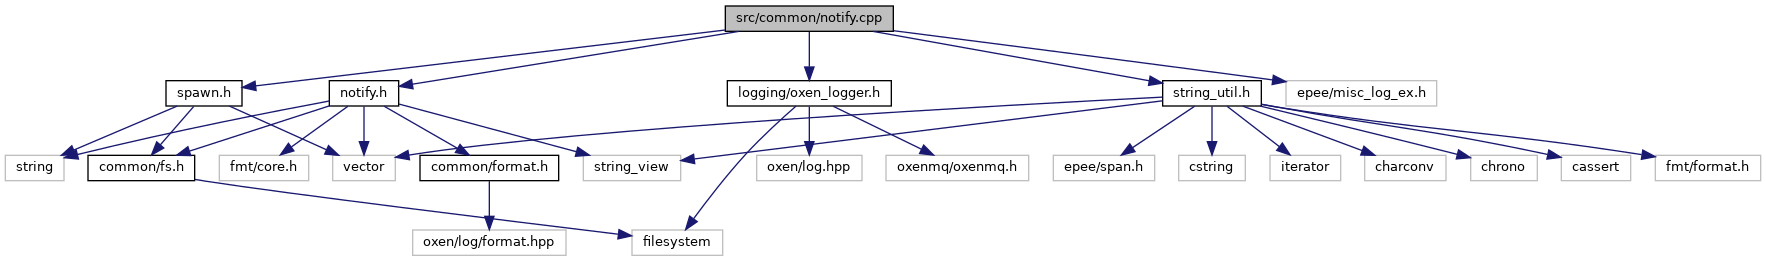 src/common/notify.cpp
spawn.h
notify.h
logging/oxen_logger.h
string_util.h
epee/misc_log_ex.h
string
common/fs.h
fmt/core.h
vector
common/format.h
string_view
oxen/log.hpp
oxenmq/oxenmq.h
epee/span.h
cstring
iterator
charconv
chrono
cassert
fmt/format.h
oxen/log/format.hpp
filesystem